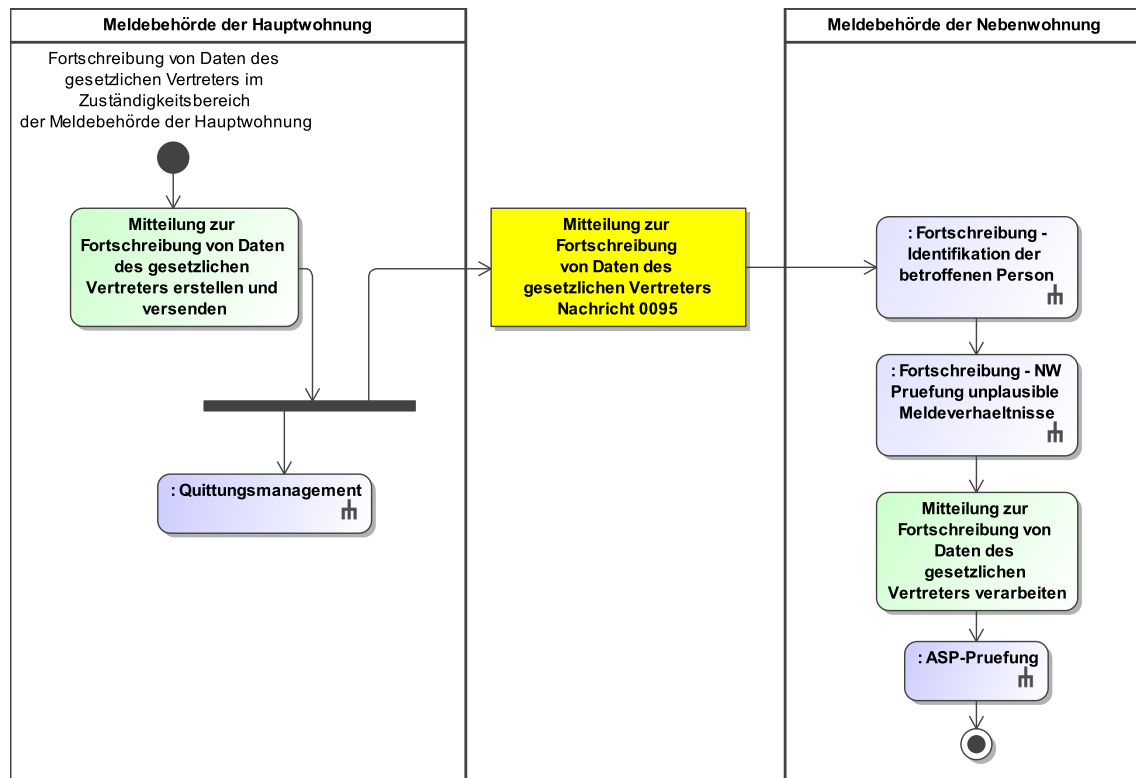 Meldebehörde der Hauptwohnung
Fortschreibung von Daten des
gesetzlichen Vertreters im
Zuständigkeitsbereich
der Meldebehörde der Hauptwohnung
Mitteilung zur
Fortschreibung von Daten
des gesetzlichen
Vertreters erstellen und
versenden
: Quittungsmanagement
Mitteilung zur
Fortschreibung
von Daten des
gesetzlichen Vertreters
Nachricht 0095
Meldebehörde der Nebenwohnung
: Fortschreibung -
Identifikation der
betroffenen Person
: Fortschreibung - NW
Pruefung unplausible
Meldeverhaeltnisse
Mitteilung zur
Fortschreibung von
Daten des
gesetzlichen
Vertreters verarbeiten
: ASP-Pruefung